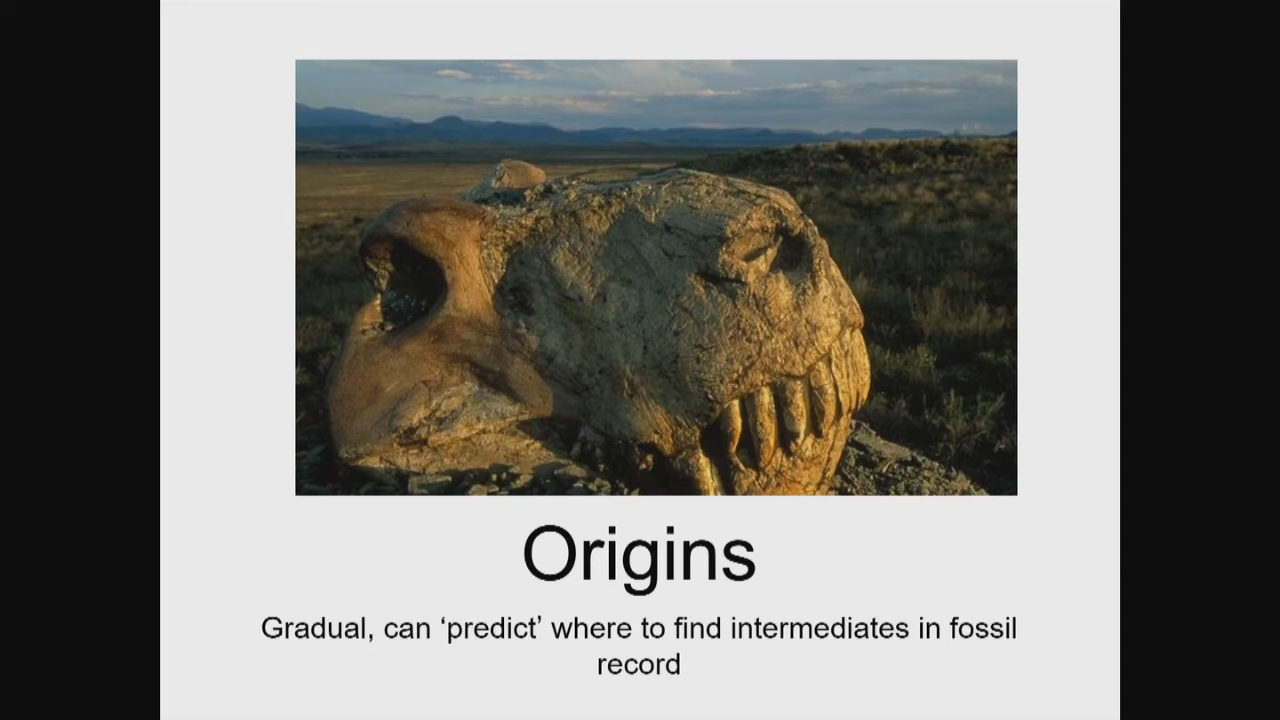 Origins
Gradual, can ‘predict’ where to find intermediates in fossil
record